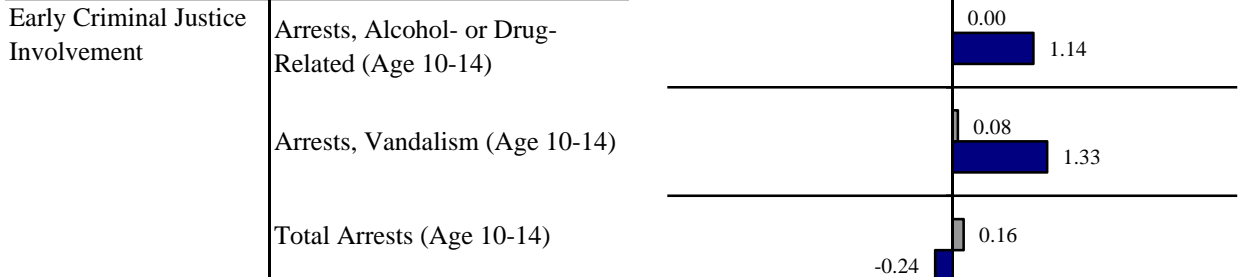 Early Criminal Justice
Involvement
Arrests, Alcohol- or Drug-
Related (Age 10-14)
0.00
1.14
Arrests, Vandalism (Age 10-14)
0.08
1.33
Total Arrests (Age 10-14)
0.16
-0.24